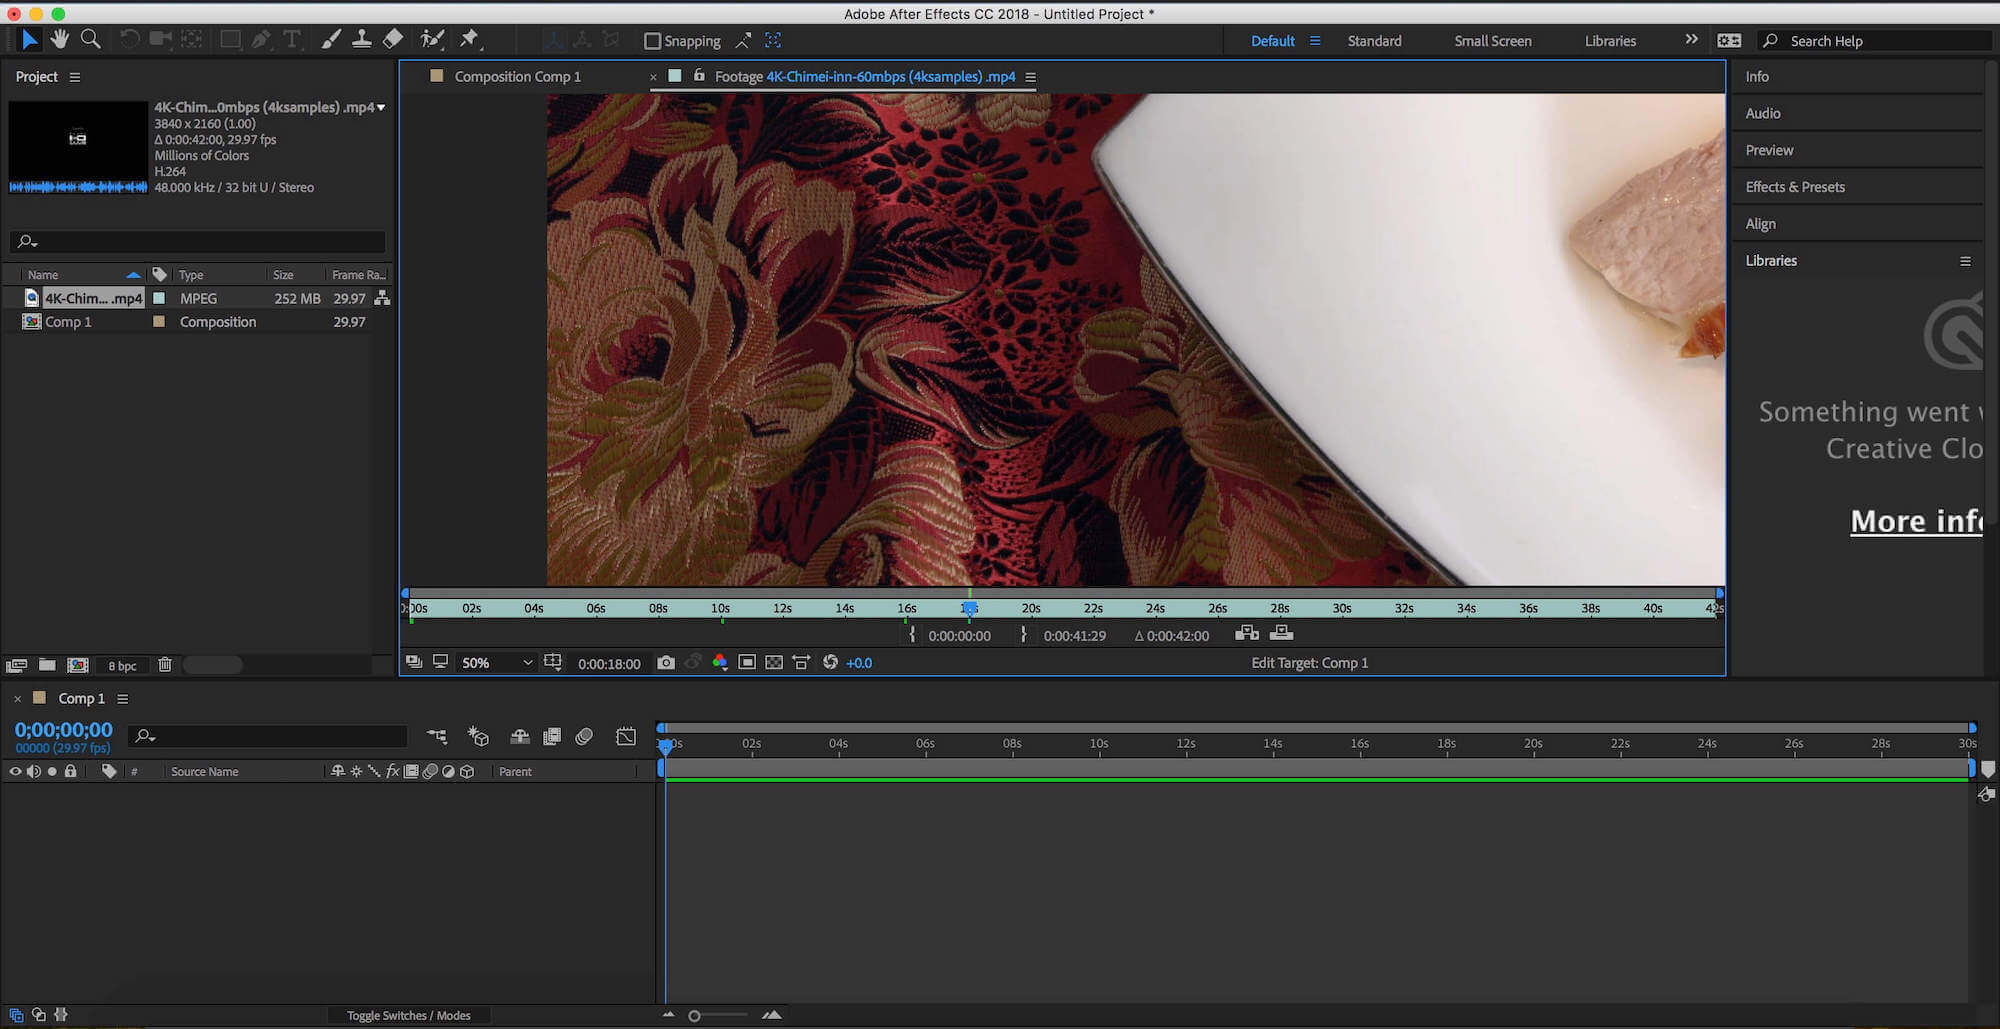 Adobe After Effects CC 2018 - Untitled Project *
Snapping
Default
Standard
Small Screen
Libraries
Search Help
Project
4K-Chim...0mbps (4ksamples) .mp4
3840 x 2160 (1.00)
Δ 0:00:42:00, 29.97 fps
Millions of Colors
H.264
48.000 kHz / 32 bit U / Stereo
Name Type Size Frame Ra...
4K-Chim... .mp4 MPEG 252 MB 29.97
Comp 1 Composition 29.97
8 bpc
Composition Comp 1
Footage 4K-Chimei-inn-60mbps (4ksamples) .mp4
0:00s 02s 04s 06s 08s 10s 12s 14s 16s 20s 22s 24s 26s 28s 30s 32s 34s 36s 38s 40s 42s
0:00:00:00 0:00:41:29 Δ 0:00:42:00
50% 0:00:18:00 +0.0 Edit Target: Comp 1
Info
Audio
Preview
Effects & Presets
Align
Libraries
Something went
Creative Clo
More info
Comp 1
0;00;00;00
00000 (29.97 fps)
# Source Name fx Parent
02s 04s 06s 08s 10s 12s 14s 16s 18s 20s 22s 24s 26s 28s 30s
Toggle Switches / Modes